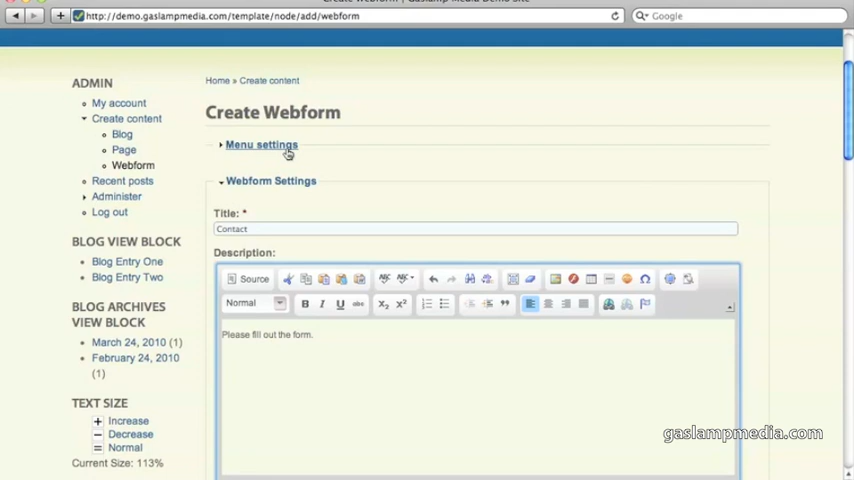 http://demo.gaslampmedia.com/template/node/add/webform
Google
ADMIN
My account
Create content
Blog
Page
Webform
Recent posts
Administer
Log out
BLOG VIEW BLOCK
Blog Entry One
Blog Entry Two
BLOG ARCHIVES
VIEW BLOCK
March 24, 2010 (1)
February 24, 2010
(1)
TEXT SIZE
+ Increase
− Decrease
= Normal
Current Size: 113%
Home » Create content
Create Webform
Menu settings
Webform Settings
Title: *
Contact
Description:
Source
Normal
B I U abc X₂ X²
Please fill out the form.
gaslampmedia.com